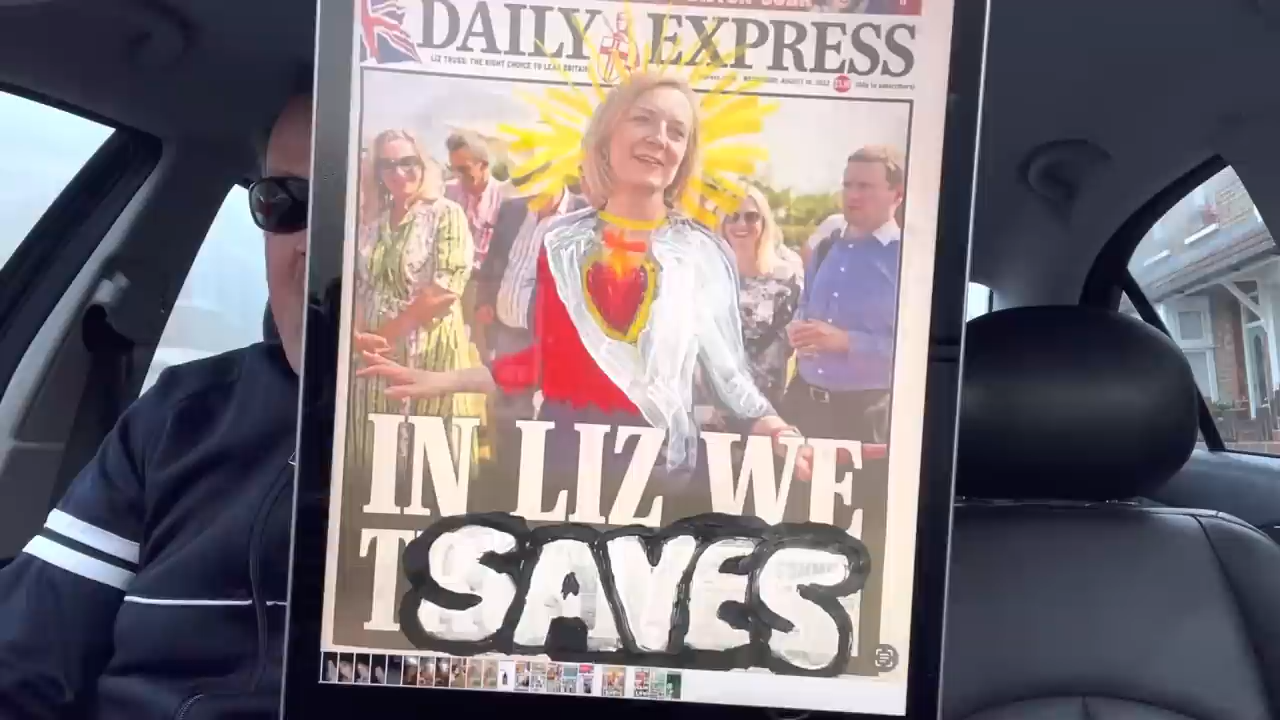 DAILY EXPRESS
LIZ TRUSS: THE RIGHT CHOICE TO LEAD BRITAIN
IN LIZ WE
SAVES